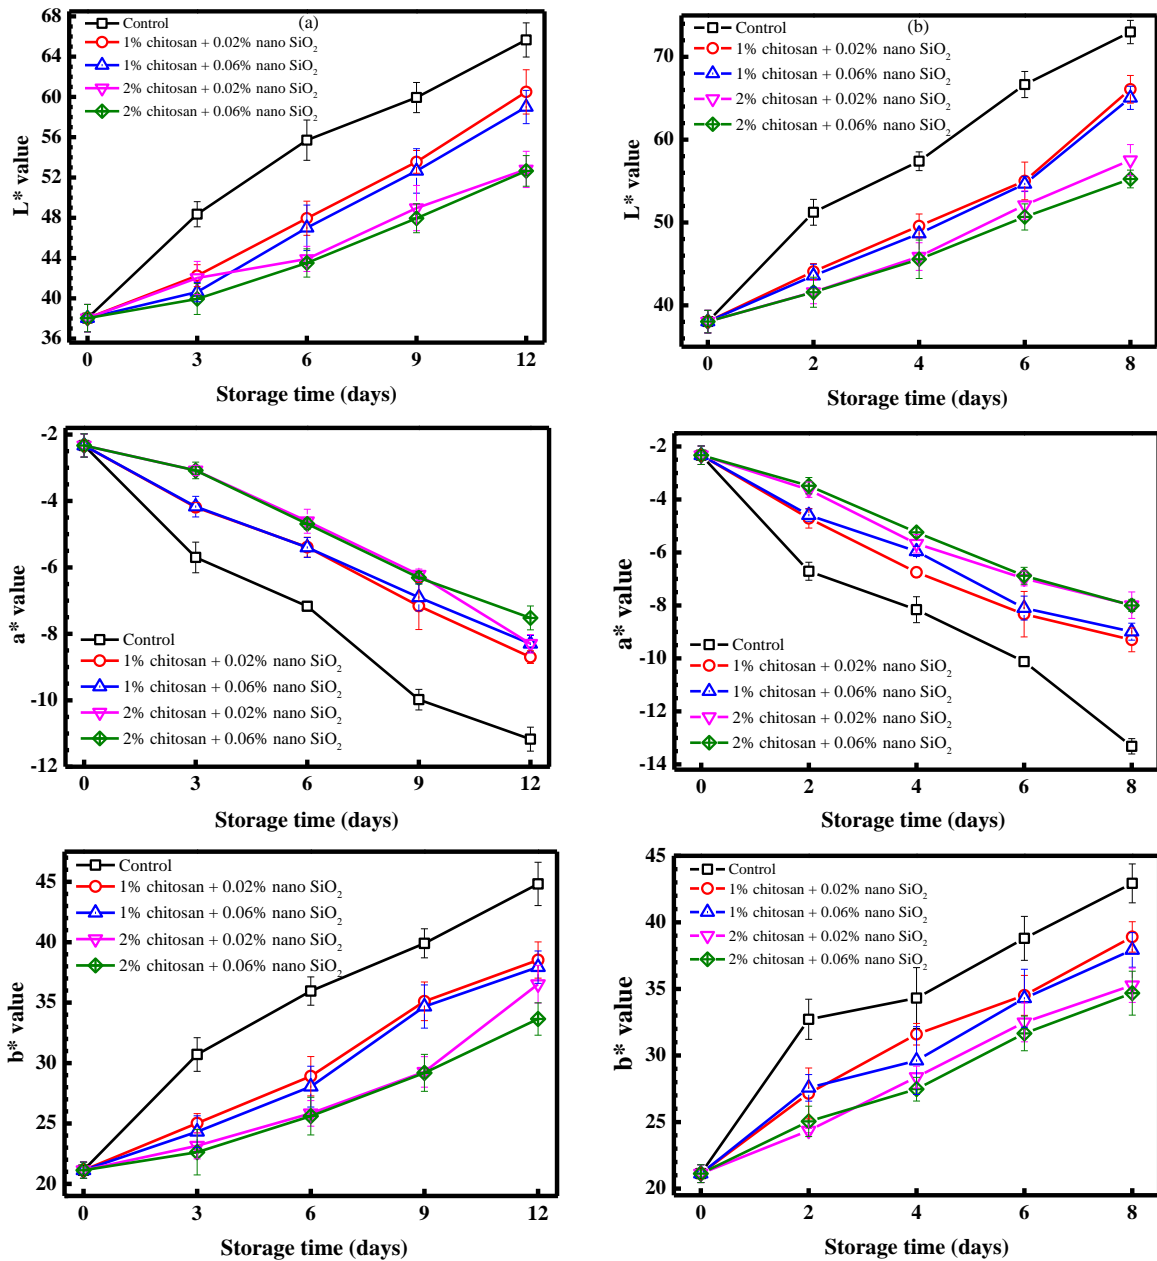 (a)
68
64
60
56
52
48
44
40
36
L* value
Control
1% chitosan + 0.02% nano SiO₂
1% chitosan + 0.06% nano SiO₂
2% chitosan + 0.02% nano SiO₂
2% chitosan + 0.06% nano SiO₂
0 3 6 9 12
Storage time (days)
(b)
70
60
50
40
L* value
Control
1% chitosan + 0.02% nano SiO₂
1% chitosan + 0.06% nano SiO₂
2% chitosan + 0.02% nano SiO₂
2% chitosan + 0.06% nano SiO₂
0 2 4 6 8
Storage time (days)
-2
-4
-6
-8
-10
-12
a* value
Control
1% chitosan + 0.02% nano SiO₂
1% chitosan + 0.06% nano SiO₂
2% chitosan + 0.02% nano SiO₂
2% chitosan + 0.06% nano SiO₂
0 3 6 9 12
Storage time (days)
-2
-4
-6
-8
-10
-12
-14
a* value
Control
1% chitosan + 0.02% nano SiO₂
1% chitosan + 0.06% nano SiO₂
2% chitosan + 0.02% nano SiO₂
2% chitosan + 0.06% nano SiO₂
0 2 4 6 8
Storage time (days)
45
40
35
30
25
20
b* value
Control
1% chitosan + 0.02% nano SiO₂
1% chitosan + 0.06% nano SiO₂
2% chitosan + 0.02% nano SiO₂
2% chitosan + 0.06% nano SiO₂
0 3 6 9 12
Storage time (days)
45
40
35
30
25
20
b* value
Control
1% chitosan + 0.02% nano SiO₂
1% chitosan + 0.06% nano SiO₂
2% chitosan + 0.02% nano SiO₂
2% chitosan + 0.06% nano SiO₂
0 2 4 6 8
Storage time (days)